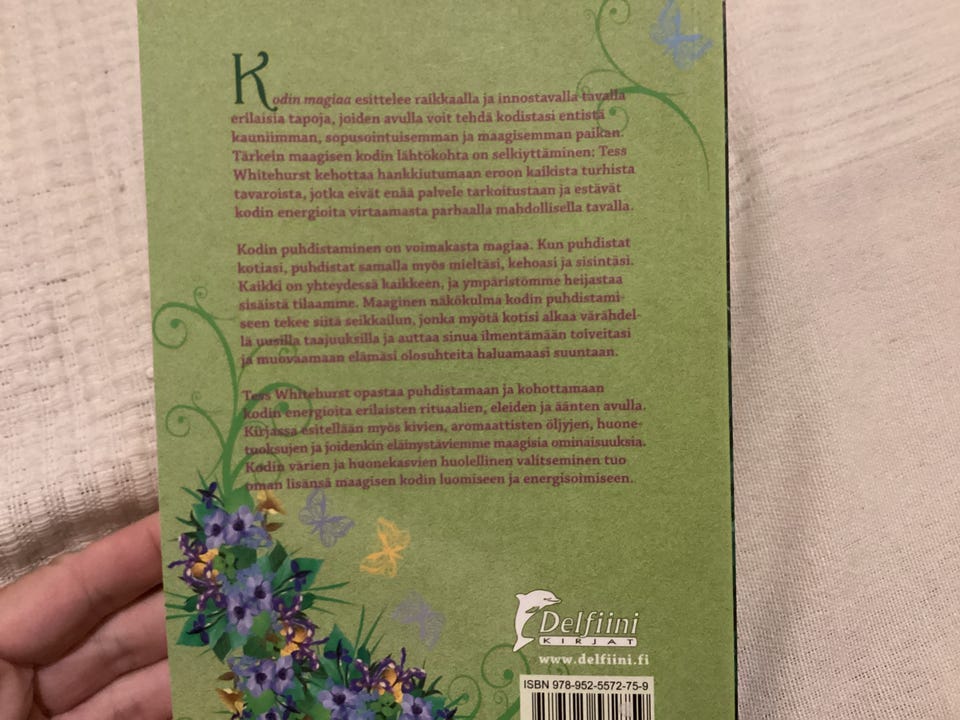 Kodin magiaa esittelee raikkaalla ja innostavalla tavalla
erilaisia tapoja, joiden avulla voit tehdä kodistasi entistä
kauniimman, sopusointuisemman ja maagisemman paikan.
Tärkein maagisen kodin lähtökohta on selkiyttäminen: Tess
Whitehurst kehottaa hankkiutumaan eroon kaikista turhista
tavaroista, jotka eivät enää palvele tarkoitustaan ja estävät
kodin energioita virtaamasta parhaalla mahdollisella tavalla.
Kodin puhdistaminen on voimakasta magiaa. Kun puhdistat
kotiasi, puhdistat samalla myös mieltäsi, kehoasi ja sisintäsi.
Kaikki on yhteydessä kaikkeen, ja ympäristömme heijastaa
sisäistä tilaamme. Maaginen näkökulma kodin puhdistami-
seen tekee siitä seikkailun, jonka myötä kotisi alkaa värähdel-
lä uusilla taajuuksilla ja auttaa sinua ilmentämään toiveitasi
ja muovaamaan elämäsi olosuhteita haluamaasi suuntaan.
Tess Whitehurst opastaa puhdistamaan ja kohottamaan
kodin energioita erilaisten rituaalien, eleiden ja äänten avulla.
Kirjassa esitellään myös kivien, aromaattisten öljyjen, huone-
tuoksujen ja joidenkin eläinystäviemme maagisia ominaisuuksia.
Kodin värien ja huonekasvien huolellinen valitseminen tuo
oman lisänsä maagisen kodin luomiseen ja energisoimiseen.
Delfiini
KIRJAT
www.delfiini.fi
ISBN 978-952-5572-75-9